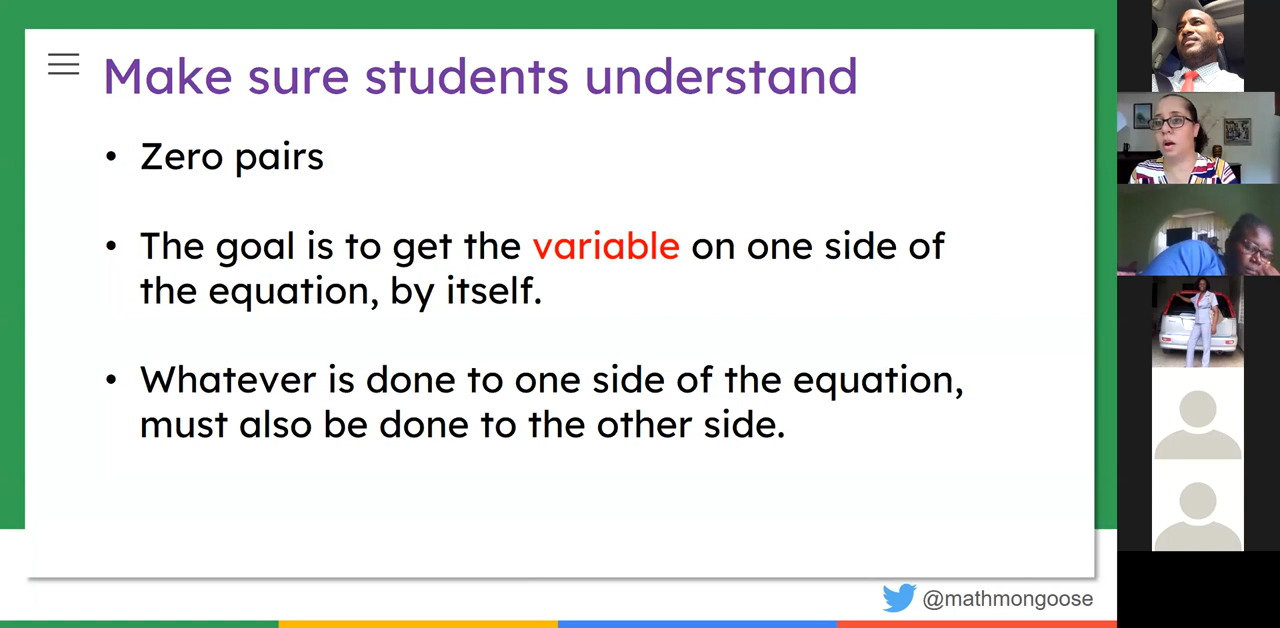 Make sure students understand
• Zero pairs
• The goal is to get the variable on one side of
the equation, by itself.
• Whatever is done to one side of the equation,
must also be done to the other side.
@mathmongoose